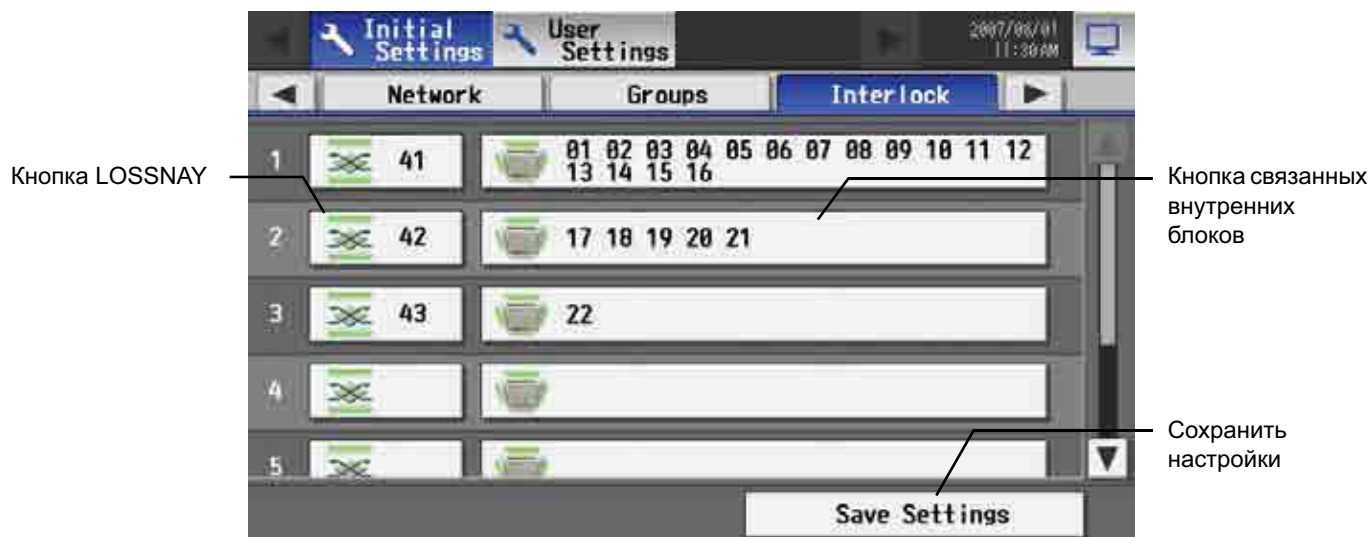 Initial Settings
User Settings
2007/06/01
11:30AM
Network
Groups
Interlock
1
41
01 02 03 04 05 06 07 08 09 10 11 12
13 14 15 16
2
42
17 18 19 20 21
3
43
22
4
5
Save Settings
Кнопка LOSSNAY
Кнопка связанных
внутренних
блоков
Сохранить
настройки